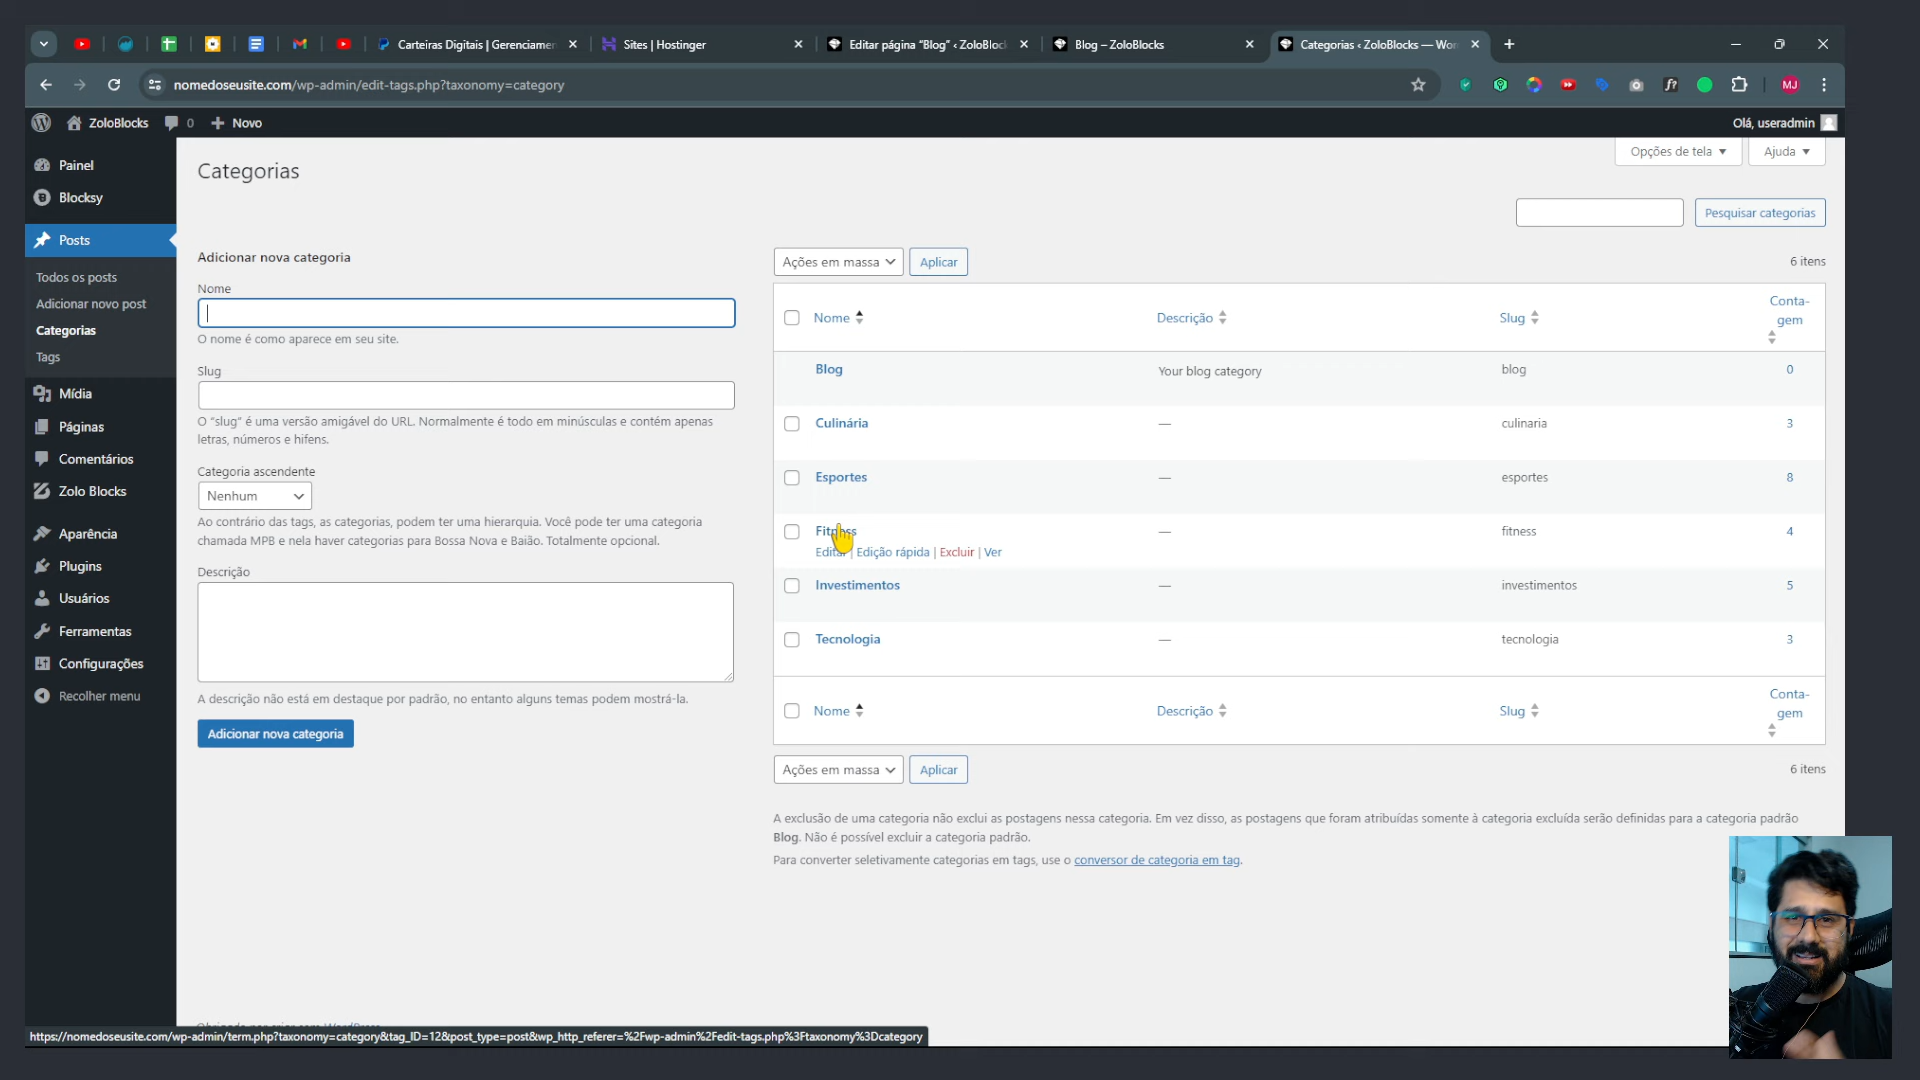 Carteiras Digitais | Gerenciamen
Sites | Hostinger
Editar página “Blog” ‹ ZoloBloc
Blog – ZoloBlocks
Categorias ‹ ZoloBlocks — Wor
nomedoseusite.com/wp-admin/edit-tags.php?taxonomy=category
MJ
ZoloBlocks
0
Novo
Olá, useradmin
Painel
Blocksy
Posts
Todos os posts
Adicionar novo post
Categorias
Tags
Mídia
Páginas
Comentários
Zolo Blocks
Aparência
Plugins
Usuários
Ferramentas
Configurações
Recolher menu
Categorias
Opções de tela
Ajuda
Pesquisar categorias
Adicionar nova categoria
Nome
O nome é como aparece em seu site.
Slug
O “slug” é uma versão amigável do URL. Normalmente é todo em minúsculas e contém apenas
letras, números e hifens.
Categoria ascendente
Nenhum
Ao contrário das tags, as categorias, podem ter uma hierarquia. Você pode ter uma categoria
chamada MPB e nela haver categorias para Bossa Nova e Baião. Totalmente opcional.
Descrição
A descrição não está em destaque por padrão, no entanto alguns temas podem mostrá-la.
Adicionar nova categoria
Ações em massa Aplicar 6 itens
Nome Descrição Slug Conta-
gem
Blog Your blog category blog 0
Culinária — culinaria 3
Esportes — esportes 8
Fitness — fitness 4
Editar | Edição rápida | Excluir | Ver
Investimentos — investimentos 5
Tecnologia — tecnologia 3
Nome Descrição Slug Conta-
gem
Ações em massa Aplicar 6 itens
A exclusão de uma categoria não exclui as postagens nessa categoria. Em vez disso, as postagens que foram atribuídas somente à categoria excluída serão definidas para a categoria padrão
Blog. Não é possível excluir a categoria padrão.
Para converter seletivamente categorias em tags, use o conversor de categoria em tag.
https://nomedoseusite.com/wp-admin/term.php?taxonomy=category&tag_ID=12&post_type=post&wp_http_referer=%2Fwp-admin%2Fedit-tags.php%3Ftaxonomy%3Dcategory